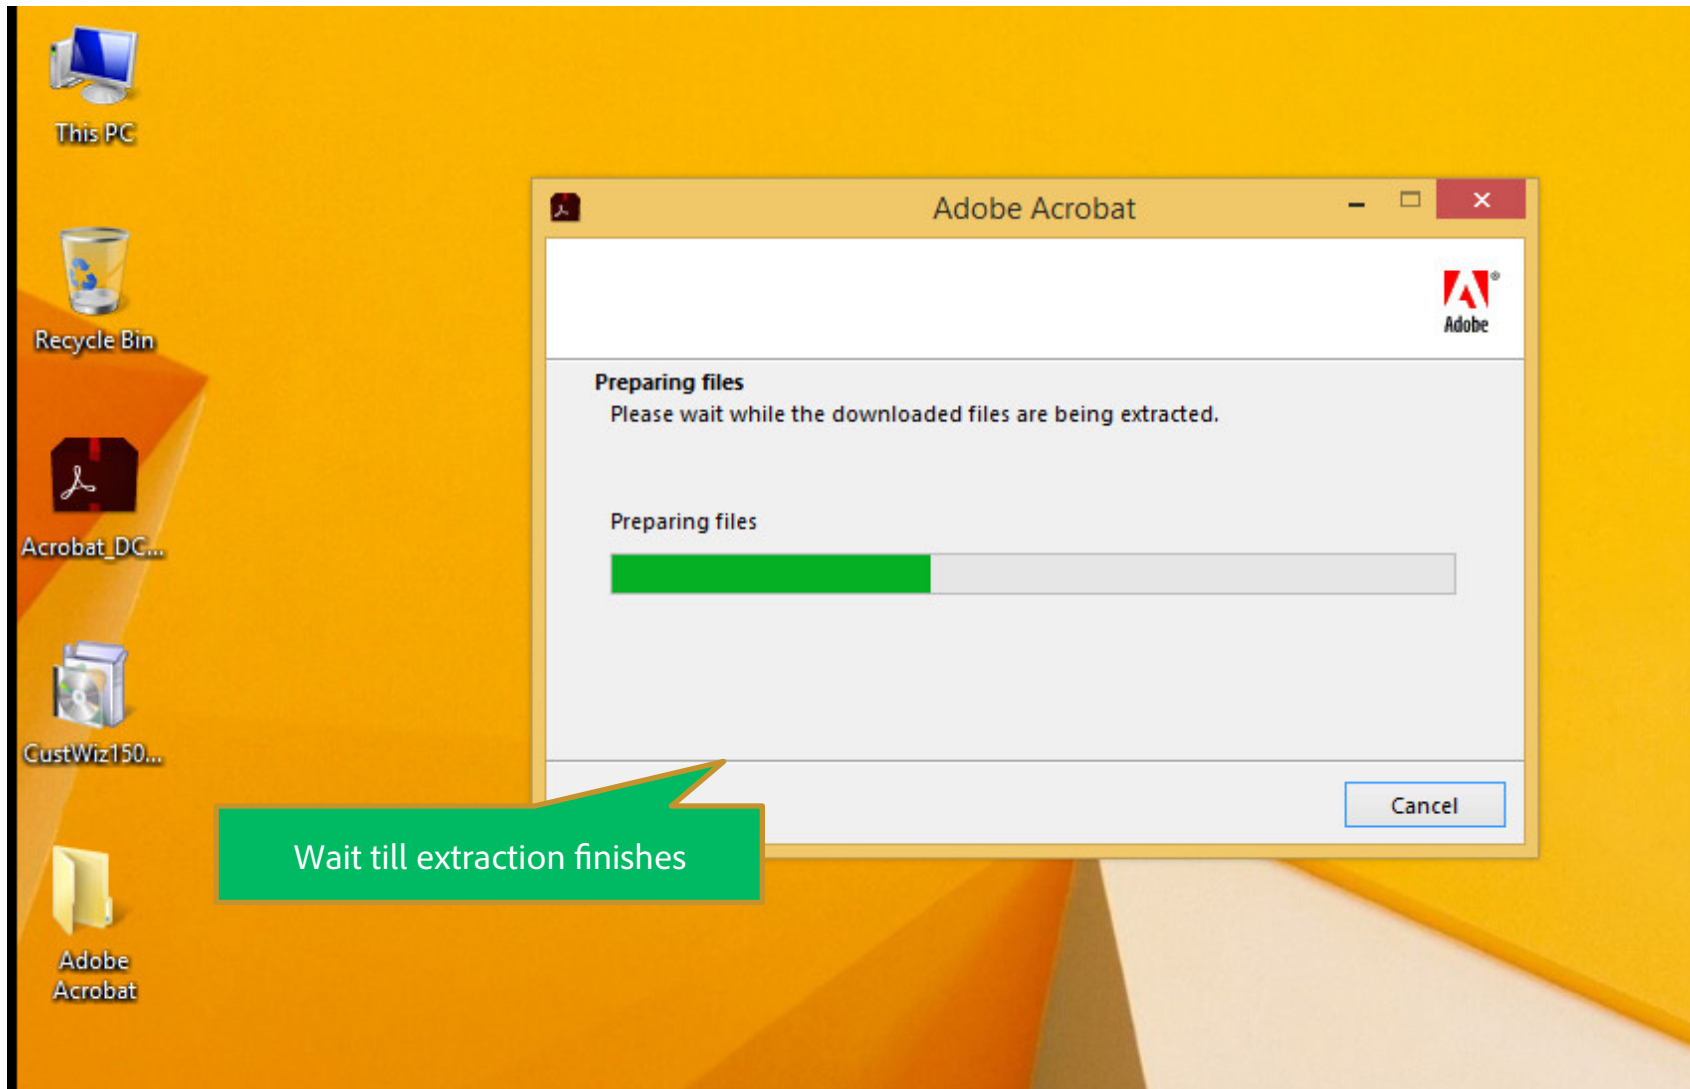 This PC
Recycle Bin
Acrobat_DC...
CustWiz150...
Adobe
Acrobat
Adobe Acrobat
Adobe
Preparing files
Please wait while the downloaded files are being extracted.
Preparing files
Cancel
Wait till extraction finishes